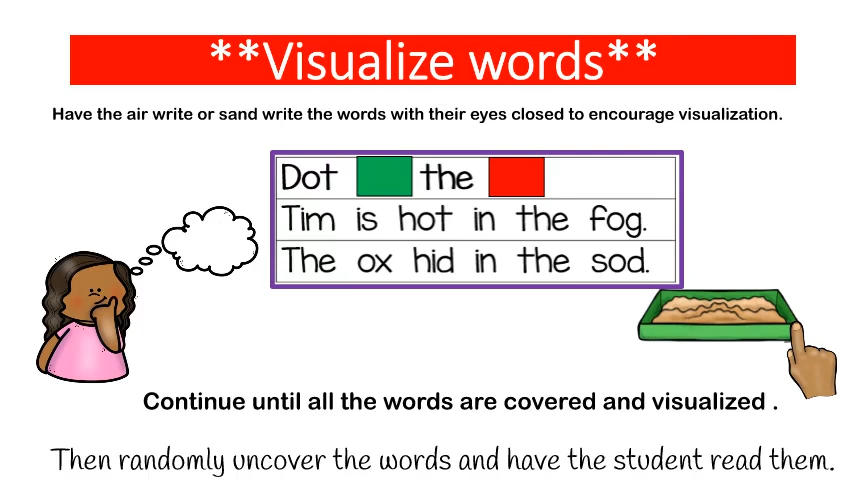 **Visualize words**
Have the air write or sand write the words with their eyes closed to encourage visualization.
Dot the
Tim is hot in the fog.
The ox hid in the sod.
Continue until all the words are covered and visualized .
Then randomly uncover the words and have the student read them.